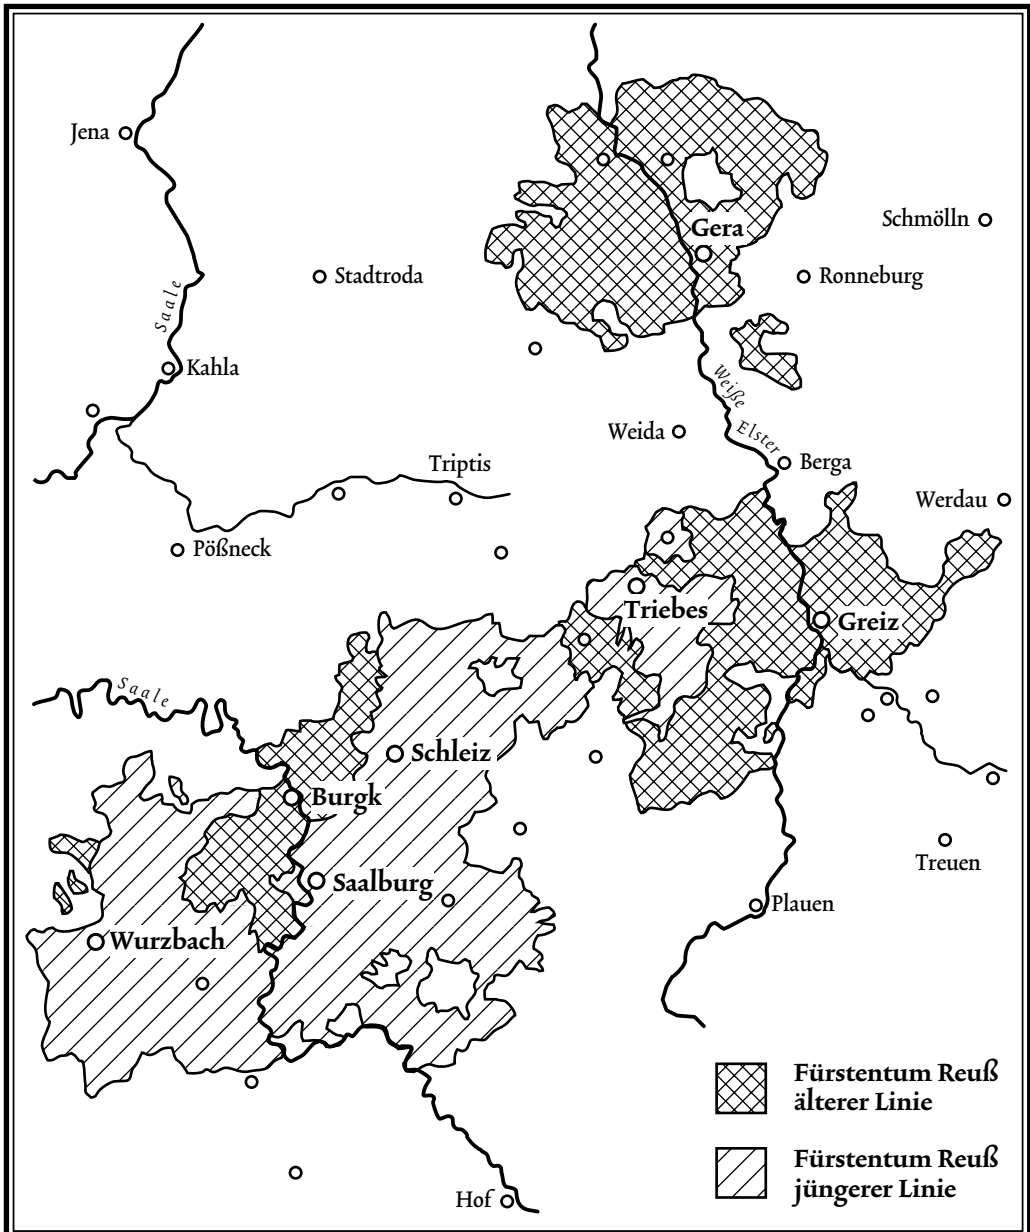 Jena
Schmölln
Gera
Stadtroda
Ronneburg
Saale
Kahla
Weiße
Elster
Weida
Berga
Triptis
Werdau
Pößneck
Triebes
Greiz
Saale
Schleiz
Burgk
Treuen
Saalburg
Plauen
Wurzbach
Fürstentum Reuß
älterer Linie
Fürstentum Reuß
jüngerer Linie
Hof